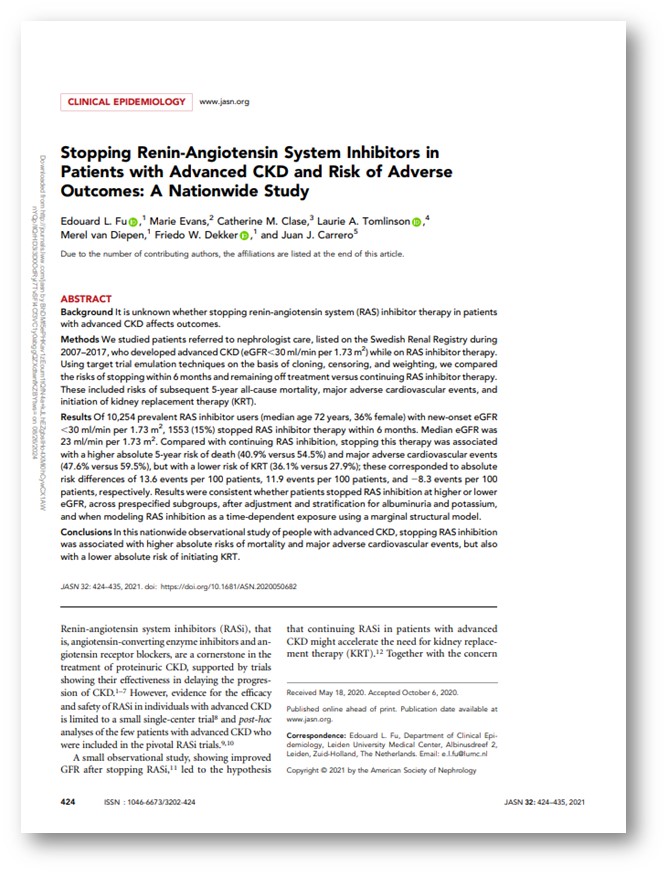 CLINICAL EPIDEMIOLOGY www.jasn.org
Stopping Renin-Angiotensin System Inhibitors in
Patients with Advanced CKD and Risk of Adverse
Outcomes: A Nationwide Study
Edouard L. Fu,¹ Marie Evans,² Catherine M. Clase,³ Laurie A. Tomlinson,⁴
Merel van Diepen,¹ Friedo W. Dekker,¹ and Juan J. Carrero⁵
Due to the number of contributing authors, the affiliations are listed at the end of this article.
ABSTRACT
Background It is unknown whether stopping renin-angiotensin system (RAS) inhibitor therapy in patients
with advanced CKD affects outcomes.
Methods We studied patients referred to nephrologist care, listed on the Swedish Renal Registry during
2007–2017, who developed advanced CKD (eGFR<30 ml/min per 1.73 m²) while on RAS inhibitor therapy.
Using target trial emulation techniques on the basis of cloning, censoring, and weighting, we compared
the risks of stopping within 6 months and remaining off treatment versus continuing RAS inhibitor therapy.
These included risks of subsequent 5-year all-cause mortality, major adverse cardiovascular events, and
initiation of kidney replacement therapy (KRT).
Results Of 10,254 prevalent RAS inhibitor users (median age 72 years, 36% female) with new-onset eGFR
<30 ml/min per 1.73 m², 1553 (15%) stopped RAS inhibitor therapy within 6 months. Median eGFR was
23 ml/min per 1.73 m². Compared with continuing RAS inhibition, stopping this therapy was associated
with a higher absolute 5-year risk of death (40.9% versus 54.5%) and major adverse cardiovascular events
(47.6% versus 59.5%), but with a lower risk of KRT (36.1% versus 27.9%); these corresponded to absolute
risk differences of 13.6 events per 100 patients, 11.9 events per 100 patients, and −8.3 events per 100
patients, respectively. Results were consistent whether patients stopped RAS inhibition at higher or lower
eGFR, across prespecified subgroups, after adjustment and stratification for albuminuria and potassium,
and when modeling RAS inhibition as a time-dependent exposure using a marginal structural model.
Conclusions In this nationwide observational study of people with advanced CKD, stopping RAS inhibition
was associated with higher absolute risks of mortality and major adverse cardiovascular events, but also
with a lower absolute risk of initiating KRT.
JASN 32: 424–435, 2021. doi: https://doi.org/10.1681/ASN.2020050682
Renin-angiotensin system inhibitors (RASi), that
is, angiotensin-converting enzyme inhibitors and an-
giotensin receptor blockers, are a cornerstone in the
treatment of proteinuric CKD, supported by trials
showing their effectiveness in delaying the progres-
sion of CKD.¹⁻⁷ However, evidence for the efficacy
and safety of RASi in individuals with advanced CKD
is limited to a small single-center trial⁸ and post-hoc
analyses of the few patients with advanced CKD who
were included in the pivotal RASi trials.⁹,¹⁰
A small observational study, showing improved
GFR after stopping RASi,¹¹ led to the hypothesis
that continuing RASi in patients with advanced
CKD might accelerate the need for kidney replace-
ment therapy (KRT).¹² Together with the concern
Received May 18, 2020. Accepted October 6, 2020.
Published online ahead of print. Publication date available at
www.jasn.org.
Correspondence: Edouard L. Fu, Department of Clinical Epi-
demiology, Leiden University Medical Center, Albinusdreef 2,
Leiden, Zuid-Holland, The Netherlands. Email: e.l.fu@lumc.nl
Copyright © 2021 by the American Society of Nephrology
424 ISSN : 1046-6673/3202-424 JASN 32: 424–435, 2021